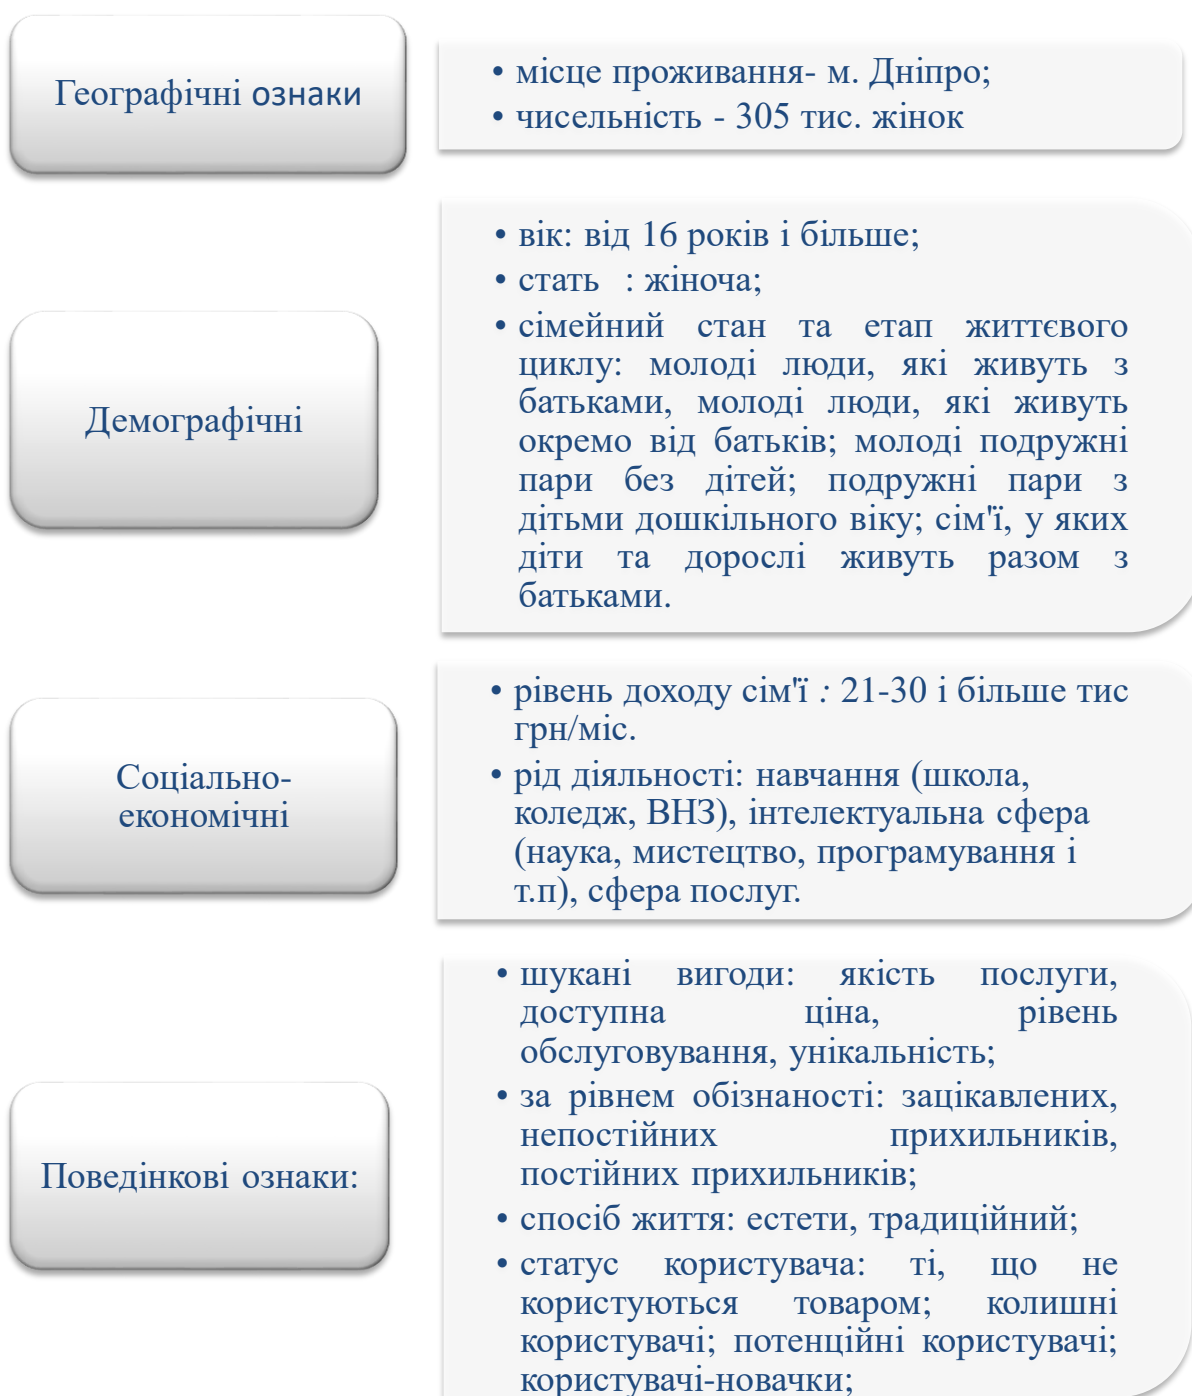 Географічні ознаки
• місце проживання- м. Дніпро;
• чисельність - 305 тис. жінок
Демографічні
• вік: від 16 років і більше;
• стать : жіноча;
• сімейний стан та етап життєвого
циклу: молоді люди, які живуть з
батьками, молоді люди, які живуть
окремо від батьків; молоді подружні
пари без дітей; подружні пари з
дітьми дошкільного віку; сім'ї, у яких
діти та дорослі живуть разом з
батьками.
Соціально-
економічні
• рівень доходу сім'ї : 21-30 і більше тис
грн/міс.
• рід діяльності: навчання (школа,
коледж, ВНЗ), інтелектуальна сфера
(наука, мистецтво, програмування і
т.п), сфера послуг.
Поведінкові ознаки:
• шукані вигоди: якість послуги,
доступна ціна, рівень
обслуговування, унікальність;
• за рівнем обізнаності: зацікавлених,
непостійних прихильників,
постійних прихильників;
• спосіб життя: естети, традиційний;
• статус користувача: ті, що не
користуються товаром; колишні
користувачі; потенційні користувачі;
користувачі-новачки;